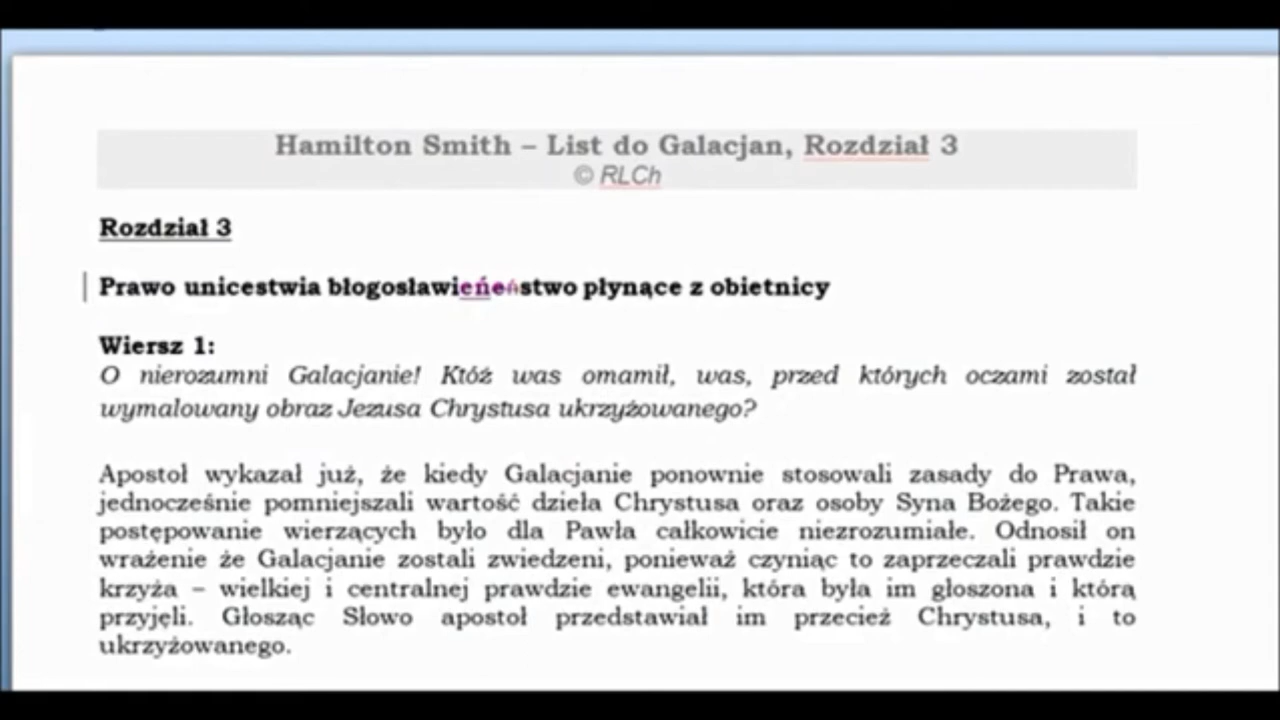 Hamilton Smith – List do Galacjan, Rozdział 3
© RLCh
Rozdział 3
Prawo unicestwia błogosławieńeństwo płynące z obietnicy
Wiersz 1:
O nierozumni Galacjanie! Któż was omamił, was, przed których oczami został
wymalowany obraz Jezusa Chrystusa ukrzyżowanego?
Apostoł wykazał już, że kiedy Galacjanie ponownie stosowali zasady do Prawa,
jednocześnie pomniejszali wartość dzieła Chrystusa oraz osoby Syna Bożego. Takie
postępowanie wierzących było dla Pawła całkowicie niezrozumiałe. Odnosił on
wrażenie że Galacjanie zostali zwiedzeni, ponieważ czyniąc to zaprzeczali prawdzie
krzyża – wielkiej i centralnej prawdzie ewangelii, która była im głoszona i którą
przyjęli. Głosząc Słowo apostoł przedstawiał im przecież Chrystusa, i to
ukrzyżowanego.